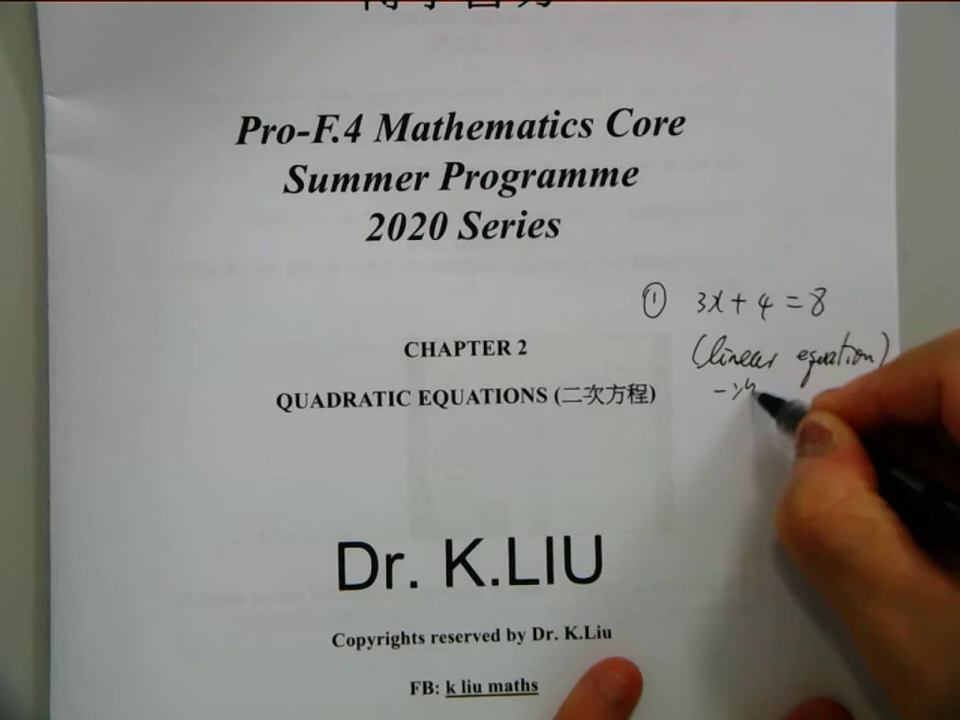 Pro-F.4 Mathematics Core
Summer Programme
2020 Series
① 3x + 4 = 8
(linear equation)
CHAPTER 2
QUADRATIC EQUATIONS (二次方程)
Dr. K.LIU
Copyrights reserved by Dr. K.Liu
FB: k liu maths